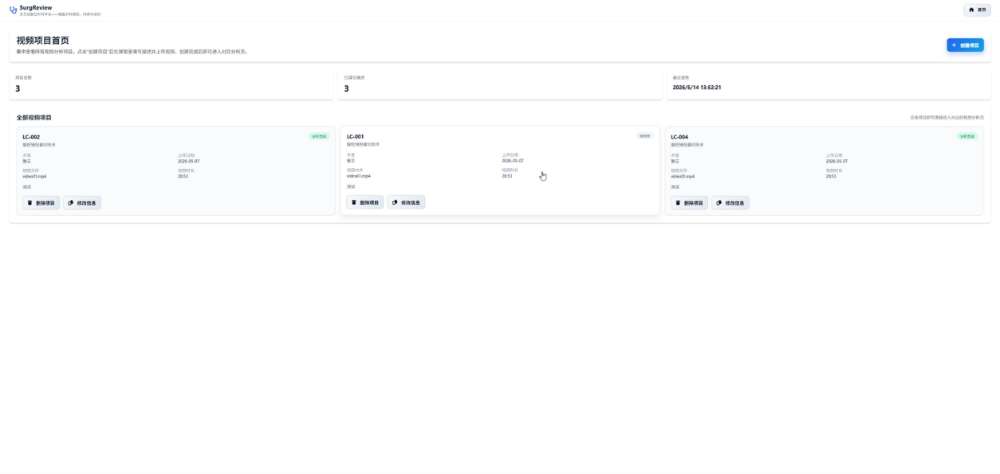 SurgReview
首页
视频项目首页
集中查看所有视频分析项目。点击“创建项目”后在弹窗里填写描述并上传视频，创建完成后即可进入对应分析页。
+ 创建项目
项目总数
3
已填写描述
3
最近更新
2026/5/14 13:52:21
全部视频项目
点击项目即可直接进入对应的视频分析页
LC-002
分析完成
腹腔镜胆囊切除术
术者
张三
上传日期
2026-05-07
视频文件
video01.mp4
视频时长
28:53
测试
删除项目
修改信息
LC-001
待分析
腹腔镜胆囊切除术
术者
张三
上传日期
2026-05-07
视频文件
video01.mp4
视频时长
28:53
测试
删除项目
修改信息
LC-004
分析完成
腹腔镜胆囊切除术
术者
张三
上传日期
2026-05-07
视频文件
video01.mp4
视频时长
28:53
测试
删除项目
修改信息